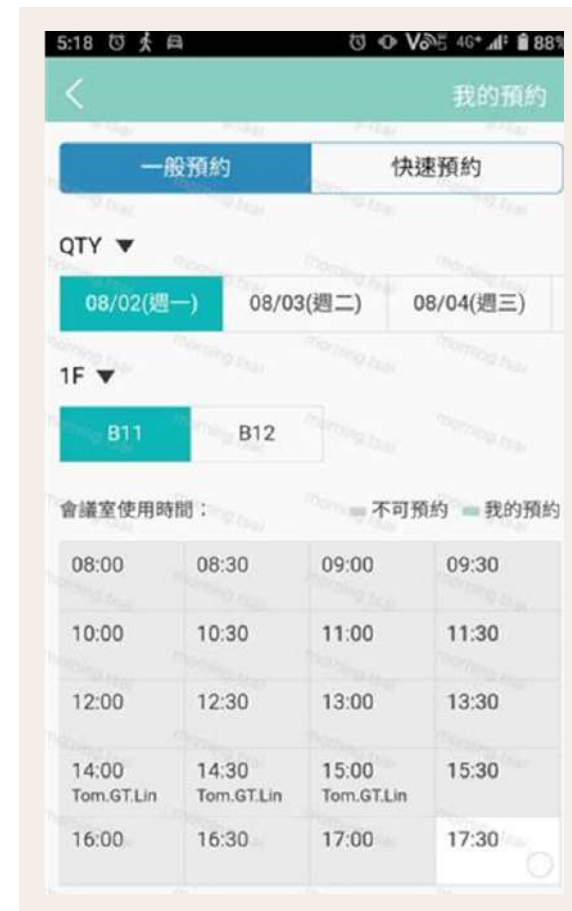 5:18 4G+ 88%
我的預約
一般預約 快速預約
QTY ▼
08/02(週一) 08/03(週二) 08/04(週三)
1F ▼
B11 B12
會議室使用時間： 不可預約 我的預約
08:00 08:30 09:00 09:30
10:00 10:30 11:00 11:30
12:00 12:30 13:00 13:30
14:00 14:30 15:00 15:30
Tom.GT.Lin Tom.GT.Lin Tom.GT.Lin
16:00 16:30 17:00 17:30
morning.tsai